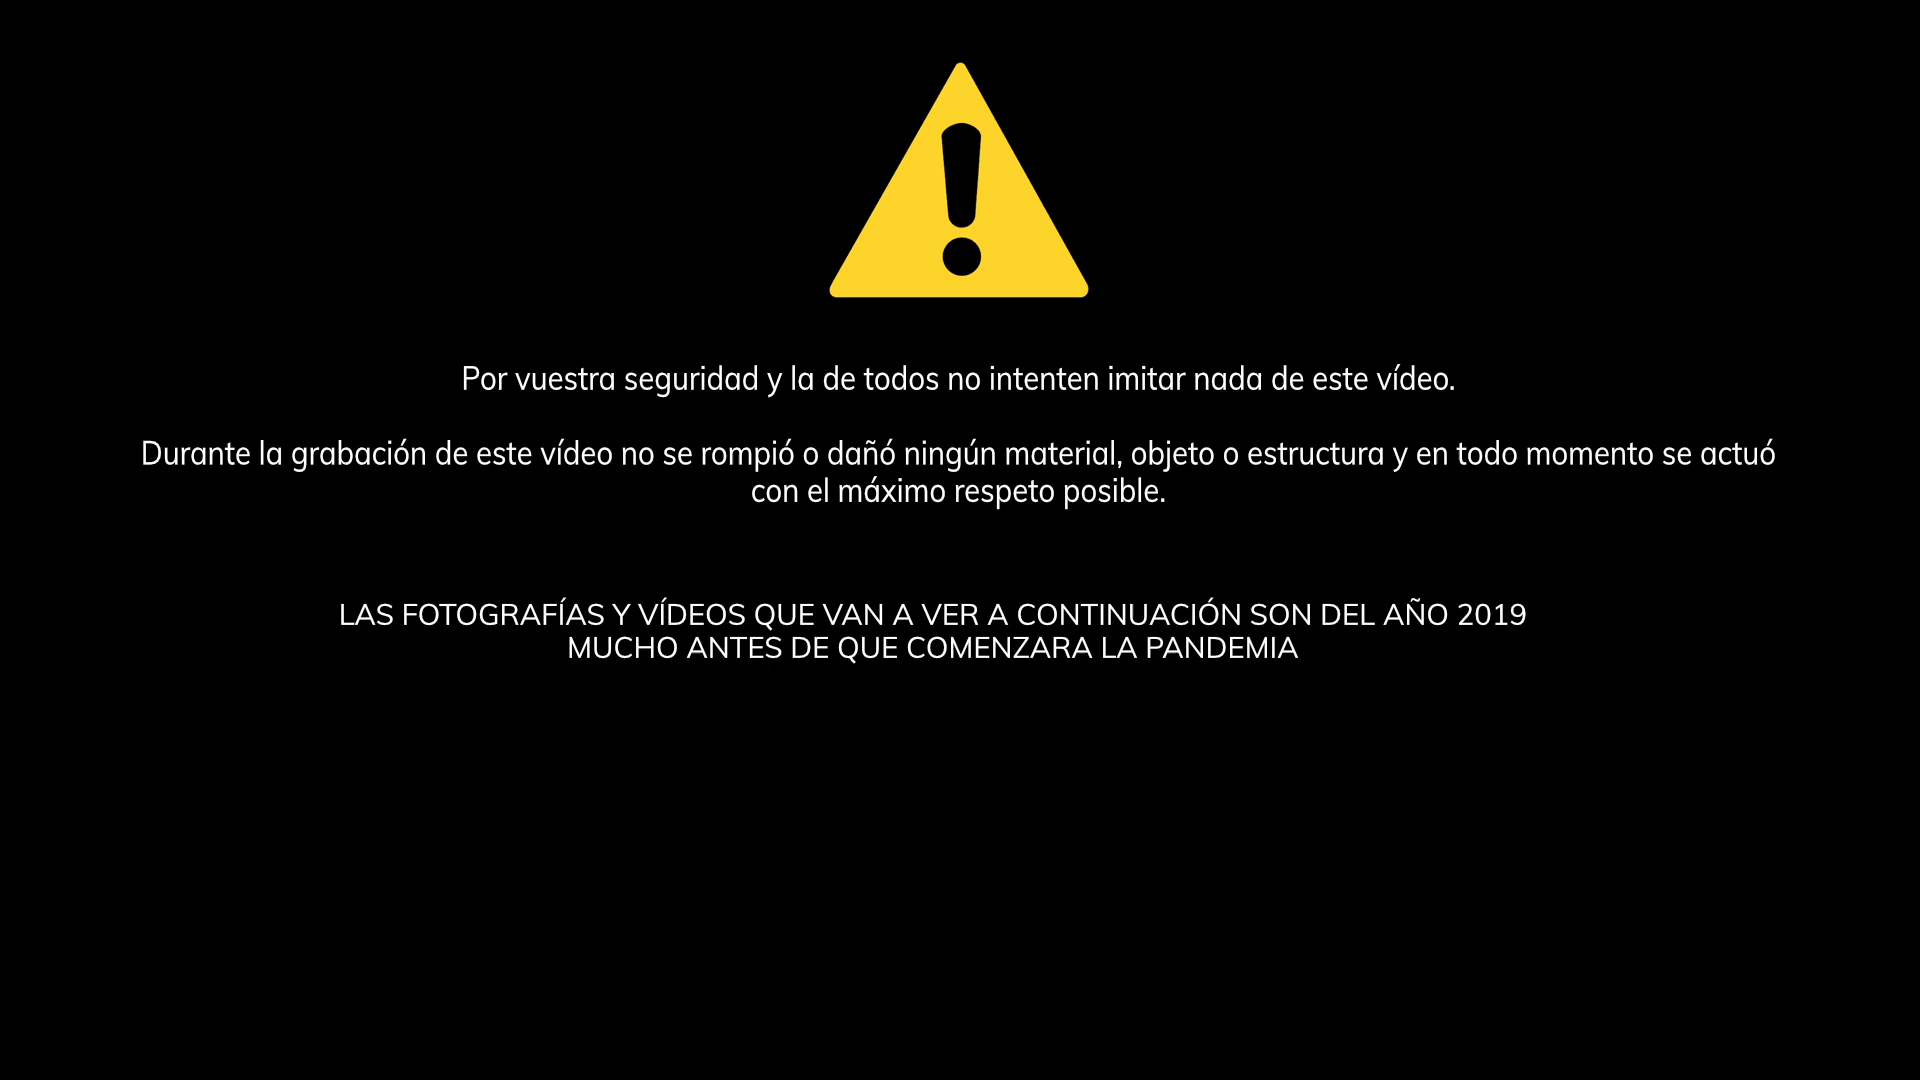 Por vuestra seguridad y la de todos no intenten imitar nada de este vídeo.
Durante la grabación de este vídeo no se rompió o dañó ningún material, objeto o estructura y en todo momento se actuó
con el máximo respeto posible.
LAS FOTOGRAFÍAS Y VÍDEOS QUE VAN A VER A CONTINUACIÓN SON DEL AÑO 2019
MUCHO ANTES DE QUE COMENZARA LA PANDEMIA